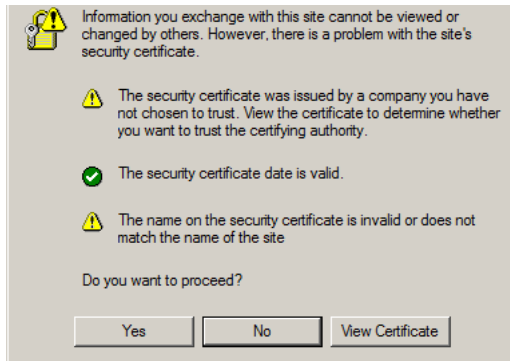 Information you exchange with this site cannot be viewed or
changed by others. However, there is a problem with the site's
security certificate.
The security certificate was issued by a company you have
not chosen to trust. View the certificate to determine whether
you want to trust the certifying authority.
The security certificate date is valid.
The name on the security certificate is invalid or does not
match the name of the site
Do you want to proceed?
Yes No View Certificate